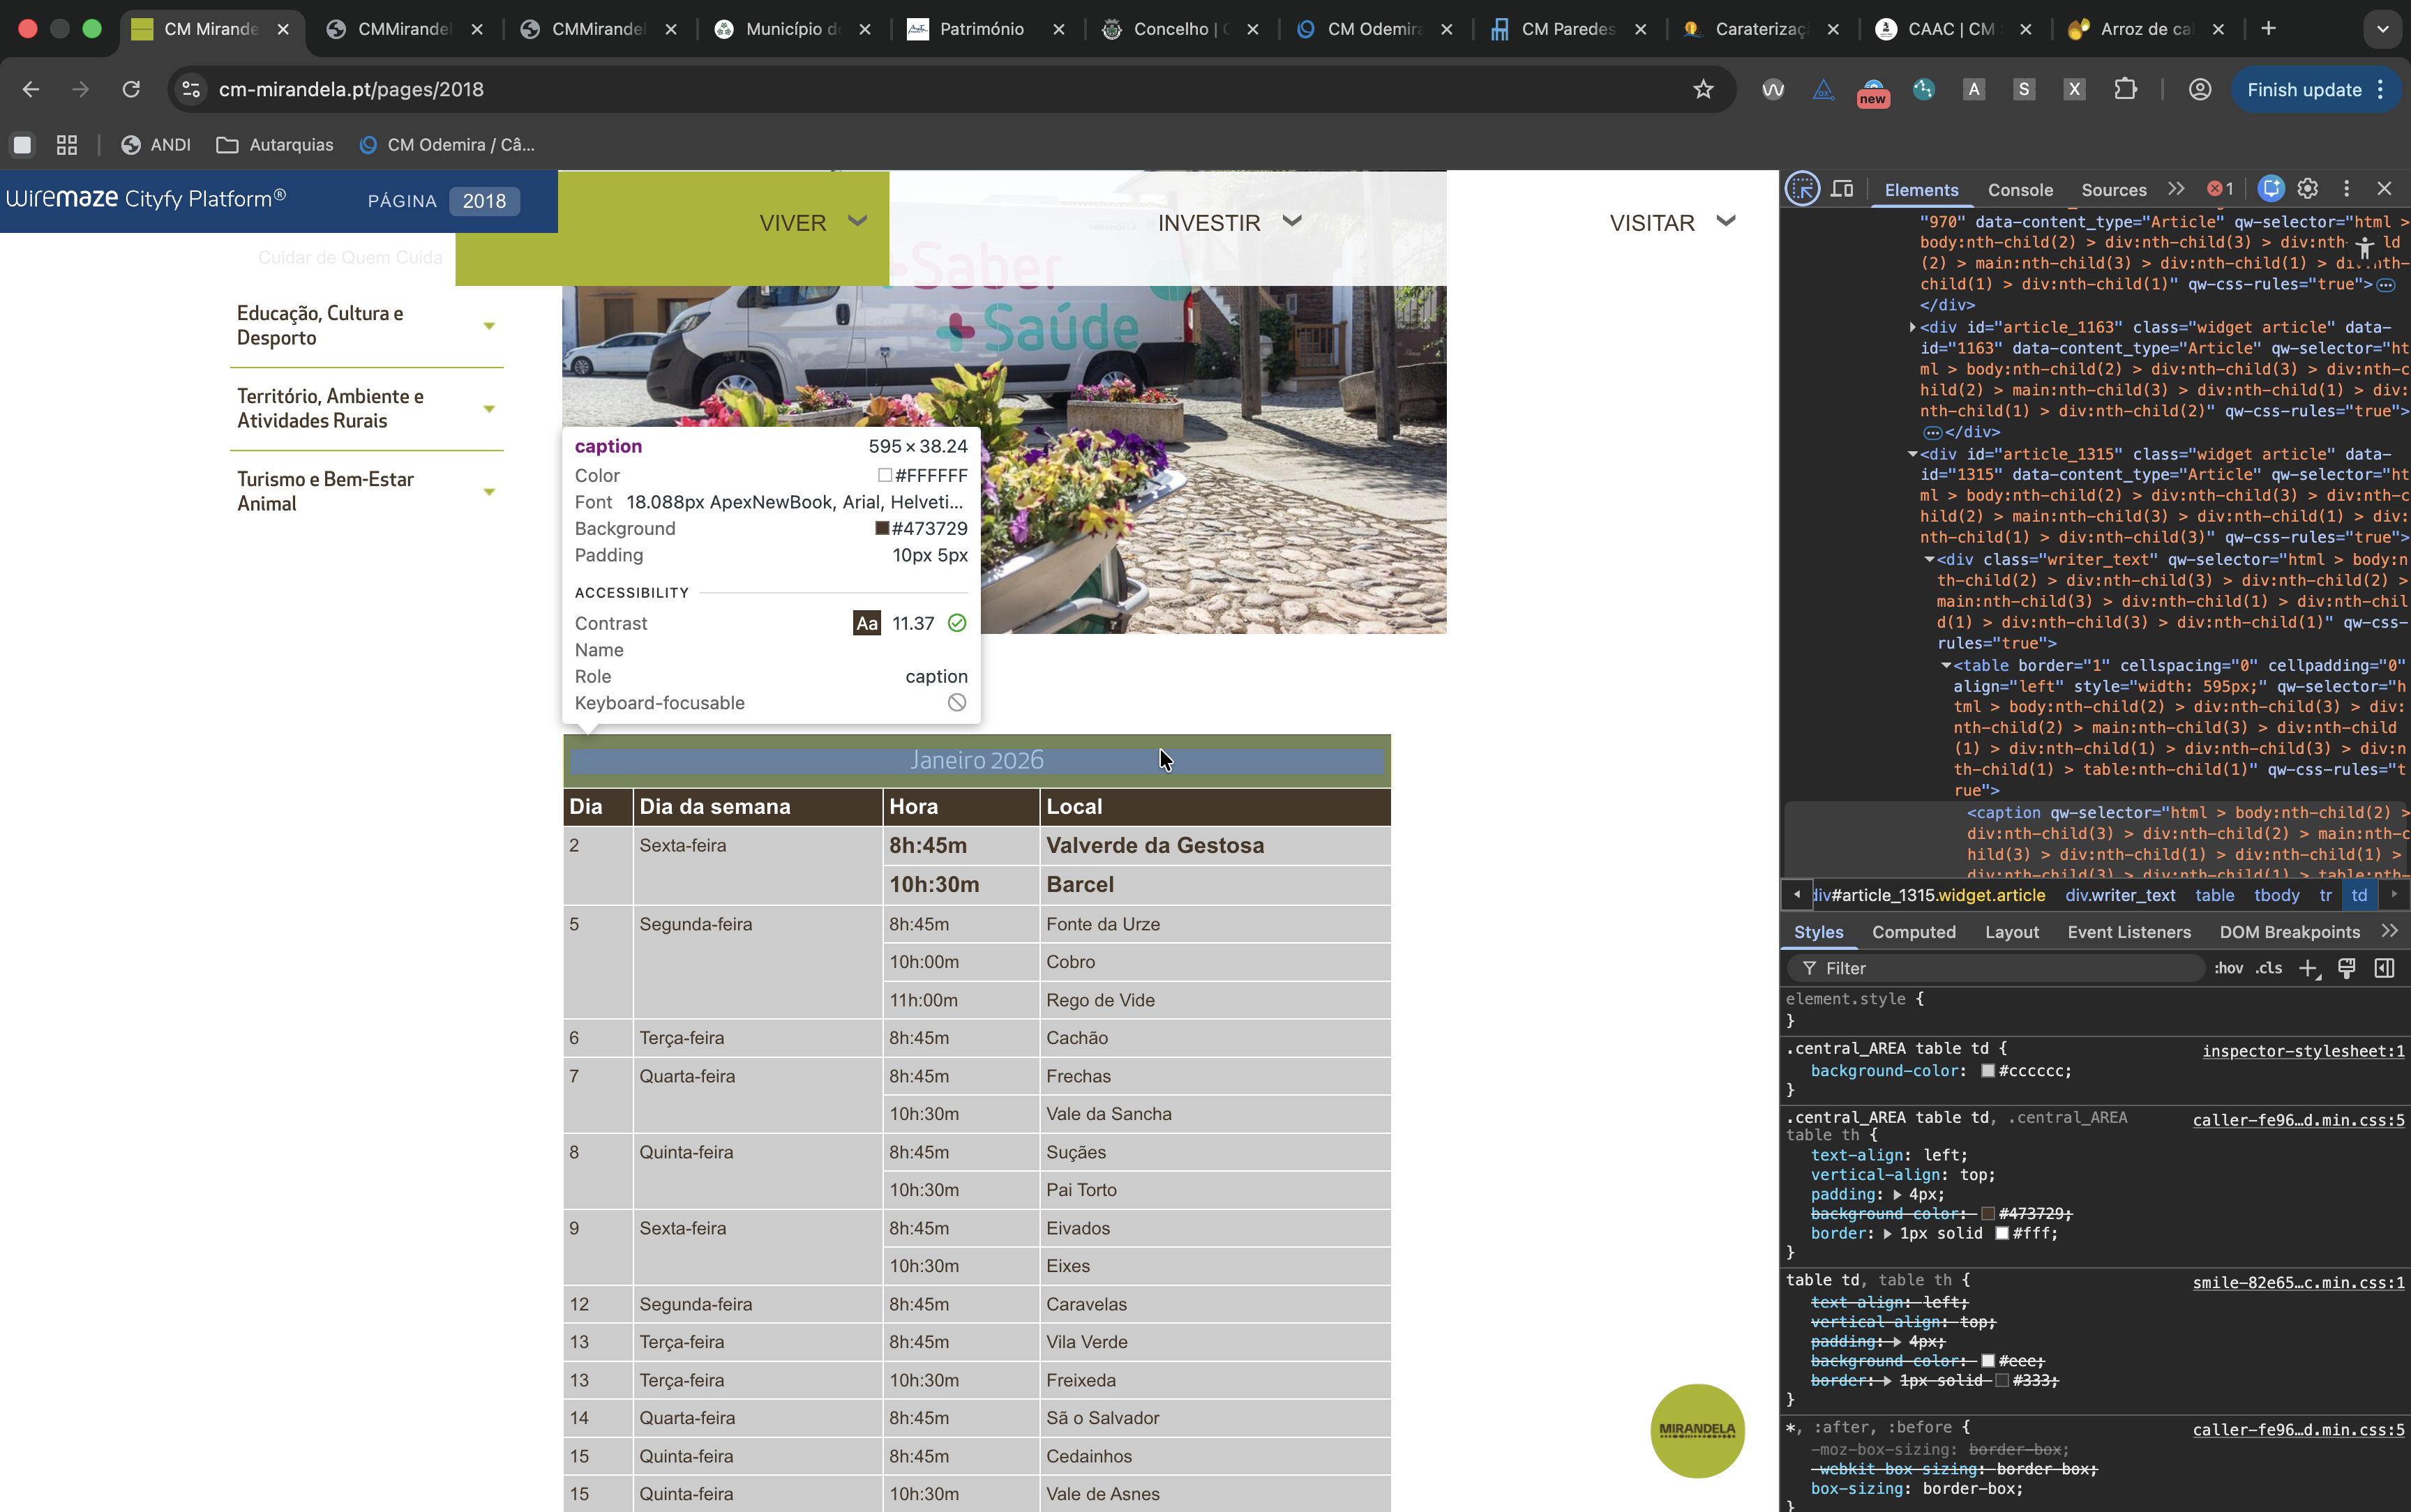 CM Mirande
CMMirandel
CMMirandel
Município d
Património
Concelho | C
CM Odemira
CM Paredes
Caraterizaç
CAAC | CM
Arroz de ca
cm-mirandela.pt/pages/2018
new
A
S
X
Finish update
ANDI
Autarquias
CM Odemira / Câ...
wiremaze Cityfy Platform®
PÁGINA
2018
VIVER
INVESTIR
VISITAR
Cuidar de Quem Cuida
Educação, Cultura e
Desporto
Território, Ambiente e
Atividades Rurais
Turismo e Bem-Estar
Animal
+Saber
+Saúde
caption
595 × 38.24
Color
#FFFFFF
Font
18.088px ApexNewBook, Arial, Helveti...
Background
#473729
Padding
10px 5px
ACCESSIBILITY
Contrast
Aa
11.37
Name
Role
caption
Keyboard-focusable
Janeiro 2026
Dia Dia da semana Hora Local
2 Sexta-feira 8h:45m Valverde da Gestosa
10h:30m Barcel
5 Segunda-feira 8h:45m Fonte da Urze
10h:00m Cobro
11h:00m Rego de Vide
6 Terça-feira 8h:45m Cachão
7 Quarta-feira 8h:45m Frechas
10h:30m Vale da Sancha
8 Quinta-feira 8h:45m Suçães
10h:30m Pai Torto
9 Sexta-feira 8h:45m Eivados
10h:30m Eixes
12 Segunda-feira 8h:45m Caravelas
13 Terça-feira 8h:45m Vila Verde
13 Terça-feira 10h:30m Freixeda
14 Quarta-feira 8h:45m Sã o Salvador
15 Quinta-feira 8h:45m Cedainhos
15 Quinta-feira 10h:30m Vale de Asnes
MIRANDELA
Elements
Console
Sources
1
"970" data-content_type="Article" qw-selector="html >
body:nth-child(2) > div:nth-child(3) > div:nth- ld
(2) > main:nth-child(3) > div:nth-child(1) > div:nth-
child(1) > div:nth-child(1)" qw-css-rules="true">
</div>
<div id="article_1163" class="widget article" data-
id="1163" data-content_type="Article" qw-selector="ht
ml > body:nth-child(2) > div:nth-child(3) > div:nth-c
hild(2) > main:nth-child(3) > div:nth-child(1) > div:
nth-child(1) > div:nth-child(2)" qw-css-rules="true">
</div>
<div id="article_1315" class="widget article" data-
id="1315" data-content_type="Article" qw-selector="ht
ml > body:nth-child(2) > div:nth-child(3) > div:nth-c
hild(2) > main:nth-child(3) > div:nth-child(1) > div:
nth-child(1) > div:nth-child(3)" qw-css-rules="true">
<div class="writer_text" qw-selector="html > body:n
th-child(2) > div:nth-child(3) > div:nth-child(2) >
main:nth-child(3) > div:nth-child(1) > div:nth-chil
d(1) > div:nth-child(3) > div:nth-child(1)" qw-css-
rules="true">
<table border="1" cellspacing="0" cellpadding="0"
align="left" style="width: 595px;" qw-selector="h
tml > body:nth-child(2) > div:nth-child(3) > div:
nth-child(2) > main:nth-child(3) > div:nth-child
(1) > div:nth-child(1) > div:nth-child(3) > div:n
th-child(1) > table:nth-child(1)" qw-css-rules="t
rue">
<caption qw-selector="html > body:nth-child(2) >
div:nth-child(3) > div:nth-child(2) > main:nth-c
hild(3) > div:nth-child(1) > div:nth-child(1) >
div:nth-child(3) > div:nth-child(1) > table:nth-
div#article_1315.widget.article div.writer_text table tbody tr td
Styles
Computed
Layout
Event Listeners
DOM Breakpoints
Filter
:hov .cls
element.style {
}
.central_AREA table td { inspector-stylesheet:1
background-color: #cccccc;
}
.central_AREA table td, .central_AREA caller-fe96…d.min.css:5
table th {
text-align: left;
vertical-align: top;
padding: 4px;
background-color: #473729;
border: 1px solid #fff;
}
table td, table th { smile-82e65…c.min.css:1
text-align: left;
vertical-align: top;
padding: 4px;
background-color: #eee;
border: 1px solid #333;
}
*, :after, :before { caller-fe96…d.min.css:5
-moz-box-sizing: border-box;
-webkit-box-sizing: border-box;
box-sizing: border-box;
}